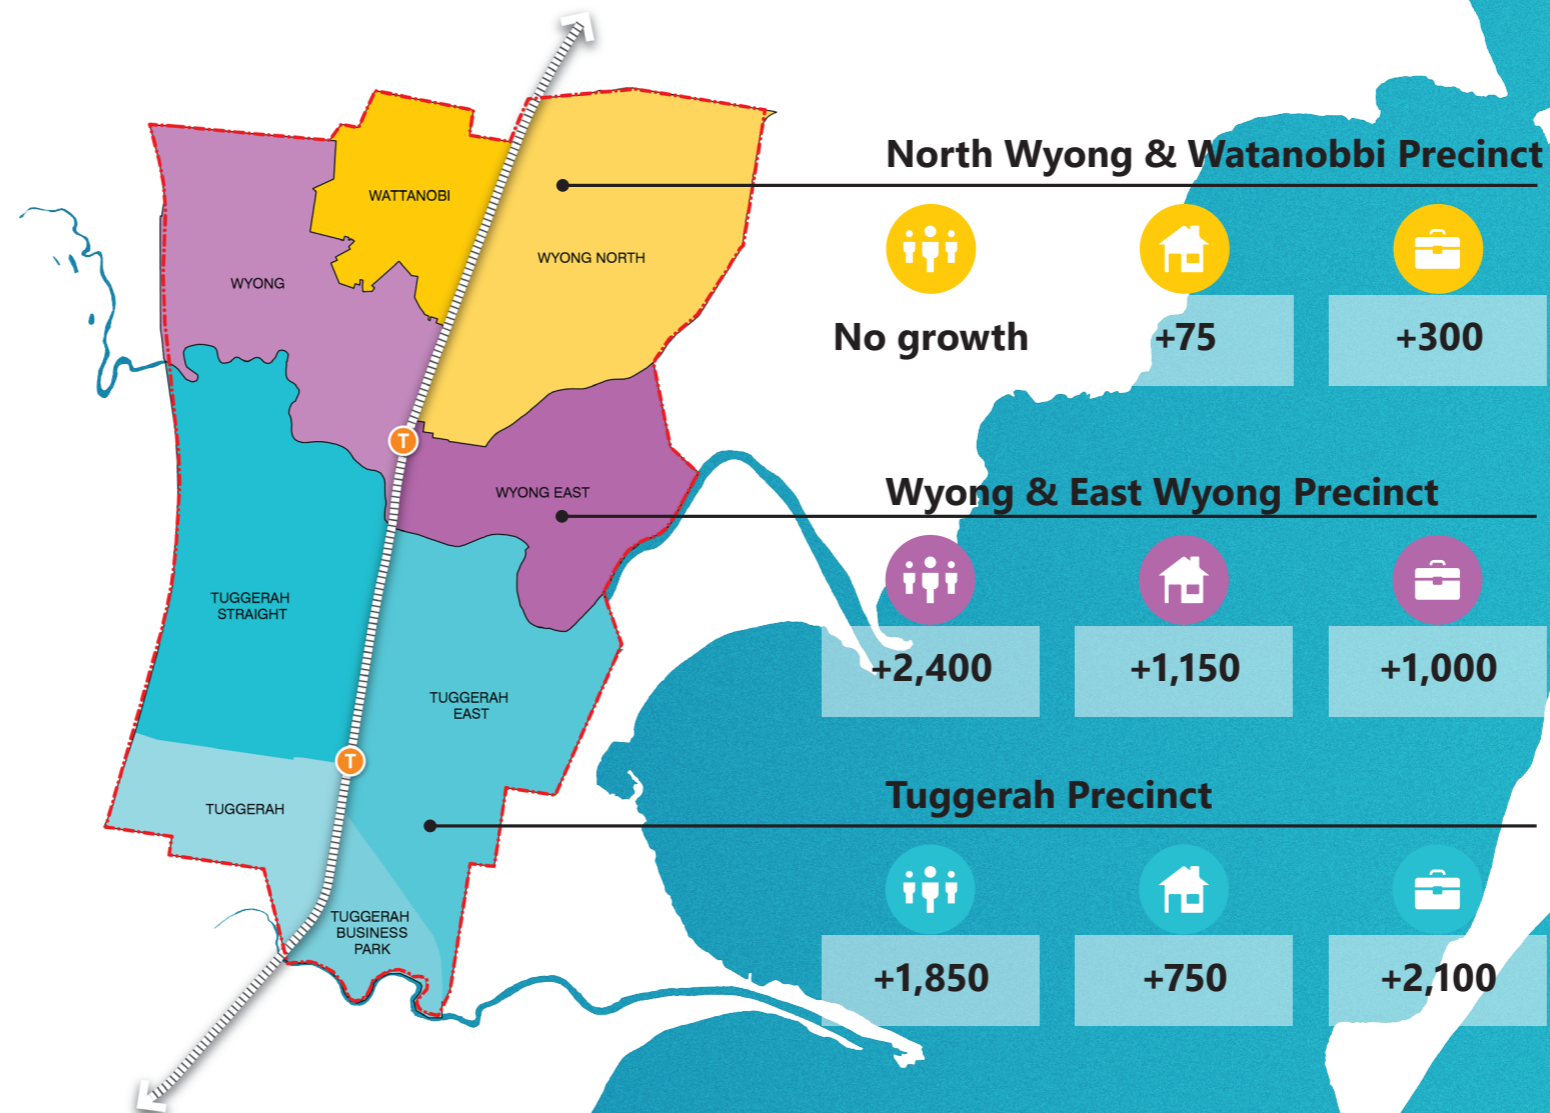 WATTANOBI
WYONG NORTH
WYONG
T
WYONG EAST
TUGGERAH
STRAIGHT
TUGGERAH
EAST
T
TUGGERAH
TUGGERAH
BUSINESS
PARK
North Wyong & Watanobbi Precinct
No growth +75 +300
Wyong & East Wyong Precinct
+2,400 +1,150 +1,000
Tuggerah Precinct
+1,850 +750 +2,100